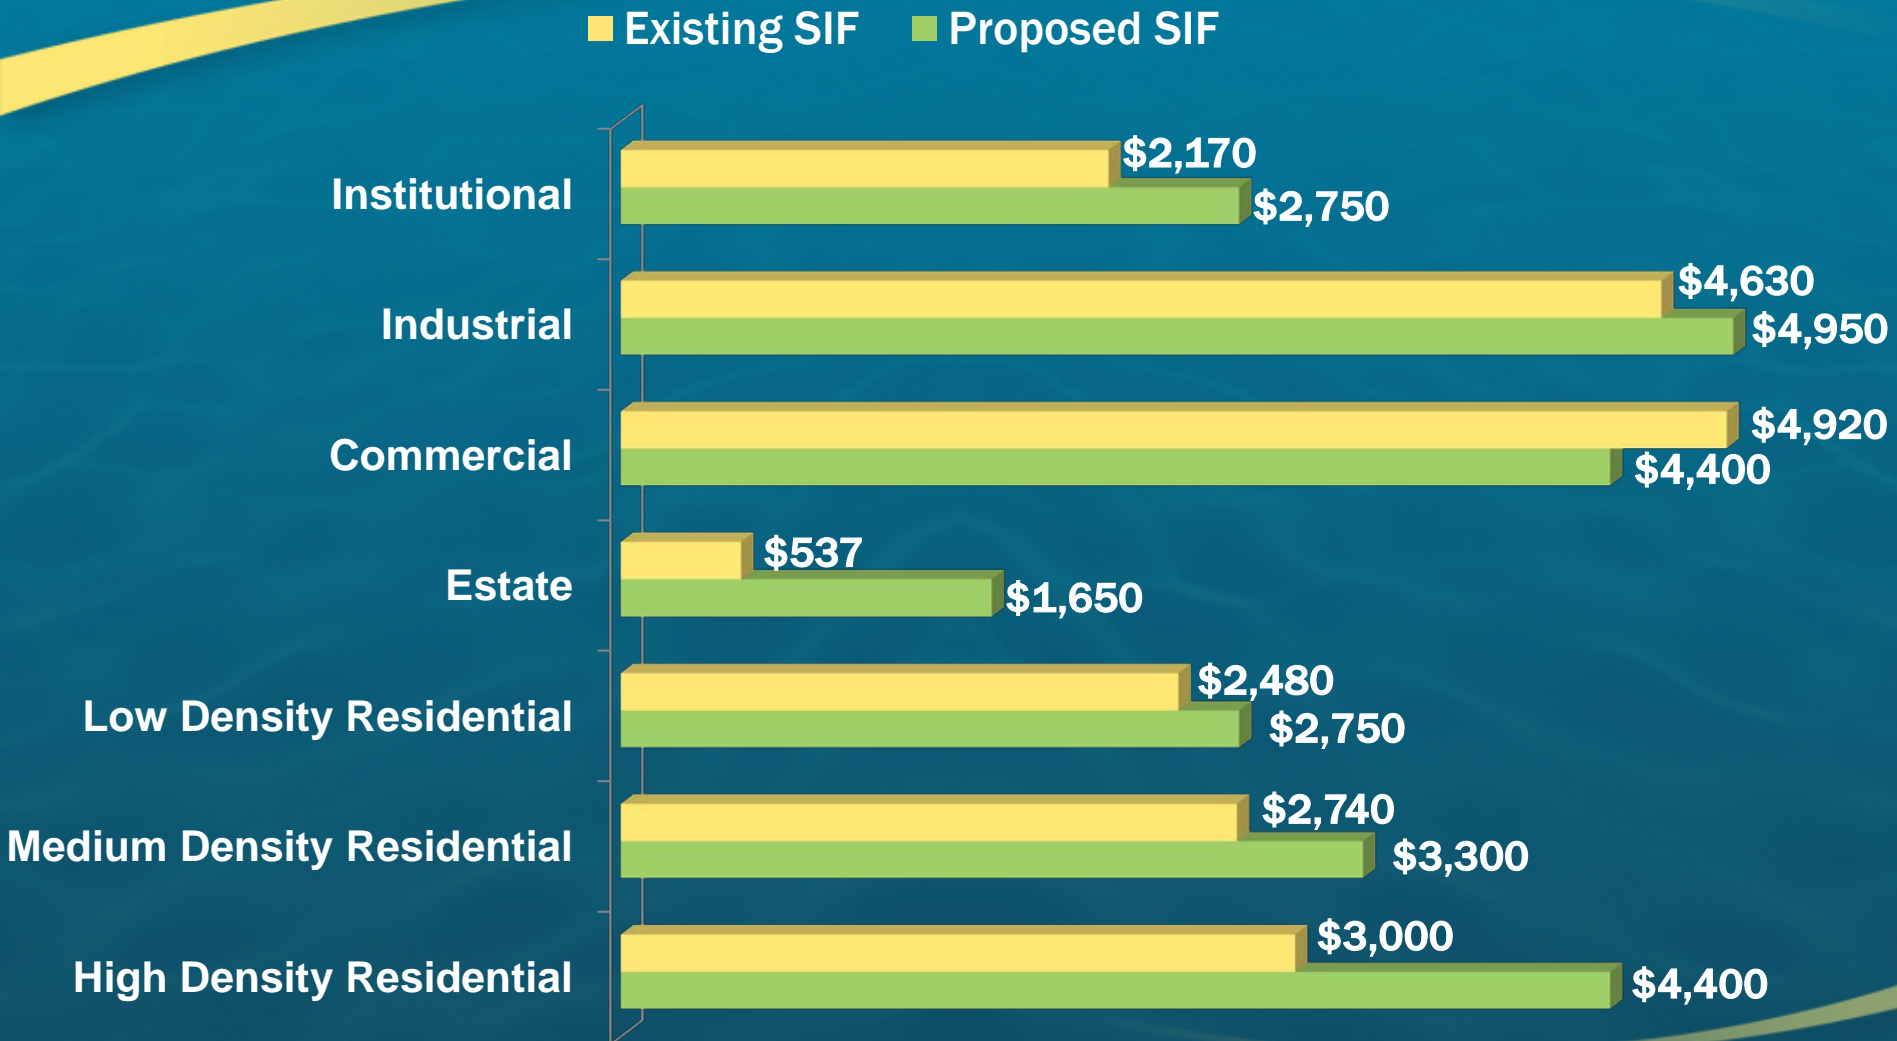 Existing SIF Proposed SIF
Institutional
$2,170
$2,750
Industrial
$4,630
$4,950
Commercial
$4,920
$4,400
Estate
$537
$1,650
Low Density Residential
$2,480
$2,750
Medium Density Residential
$2,740
$3,300
High Density Residential
$3,000
$4,400